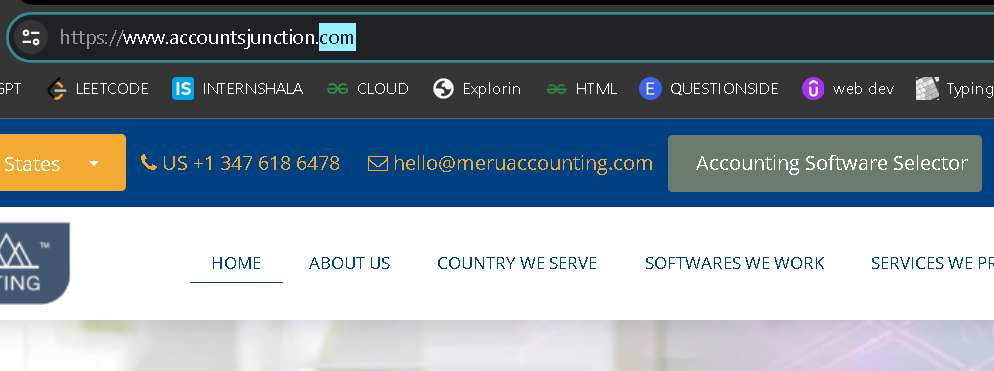 https://www.accountsjunction.com
GPT LEETCODE IS INTERNSHALA CLOUD Explorin HTML E QUESTIONSIDE web dev Typing
States US +1 347 618 6478 hello@meruaccounting.com Accounting Software Selector
TM
TING
HOME ABOUT US COUNTRY WE SERVE SOFTWARES WE WORK SERVICES WE PR